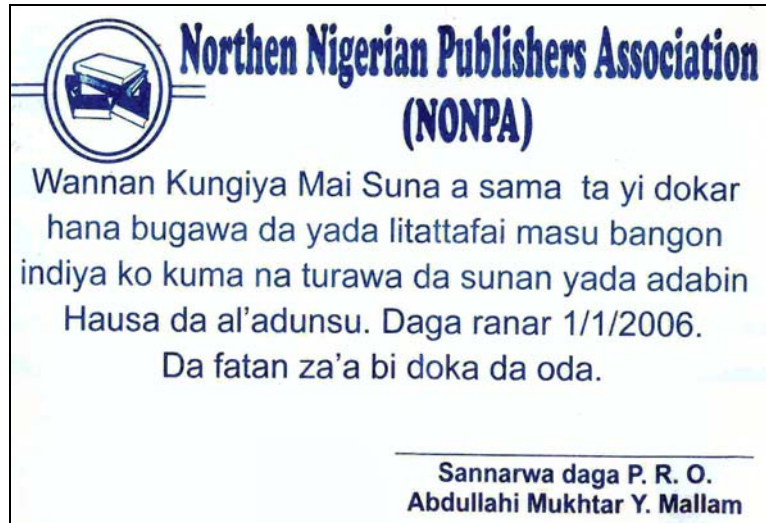 Northen Nigerian Publishers Association
(NONPA)
Wannan Kungiya Mai Suna a sama ta yi dokar
hana bugawa da yada litattafai masu bangon
indiya ko kuma na turawa da sunan yada adabin
Hausa da al'adunsu. Daga ranar 1/1/2006.
Da fatan za'a bi doka da oda.
Sannarwa daga P. R. O.
Abdullahi Mukhtar Y. Mallam